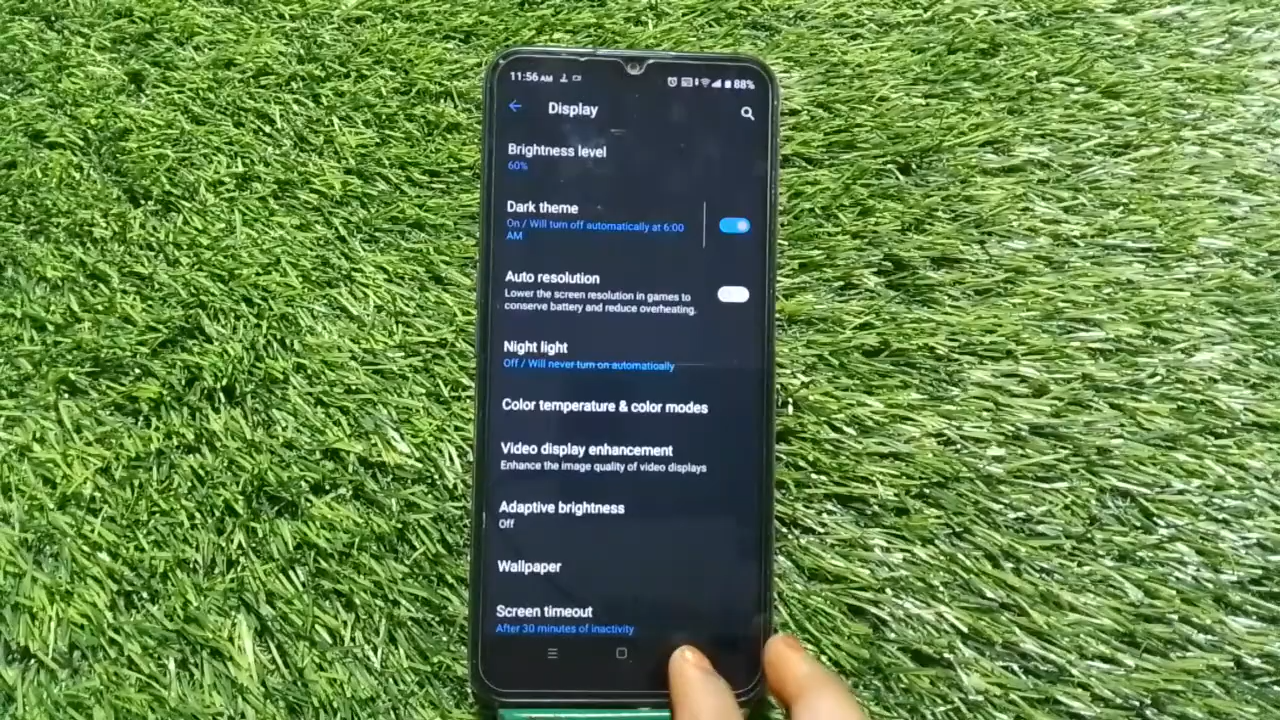 11:56 AM
88%
Display
Brightness level
60%
Dark theme
On / Will turn off automatically at 6:00
AM
Auto resolution
Lower the screen resolution in games to
conserve battery and reduce overheating.
Night light
Off / Will never turn on automatically
Color temperature & color modes
Video display enhancement
Enhance the image quality of video displays
Adaptive brightness
Off
Wallpaper
Screen timeout
After 30 minutes of inactivity